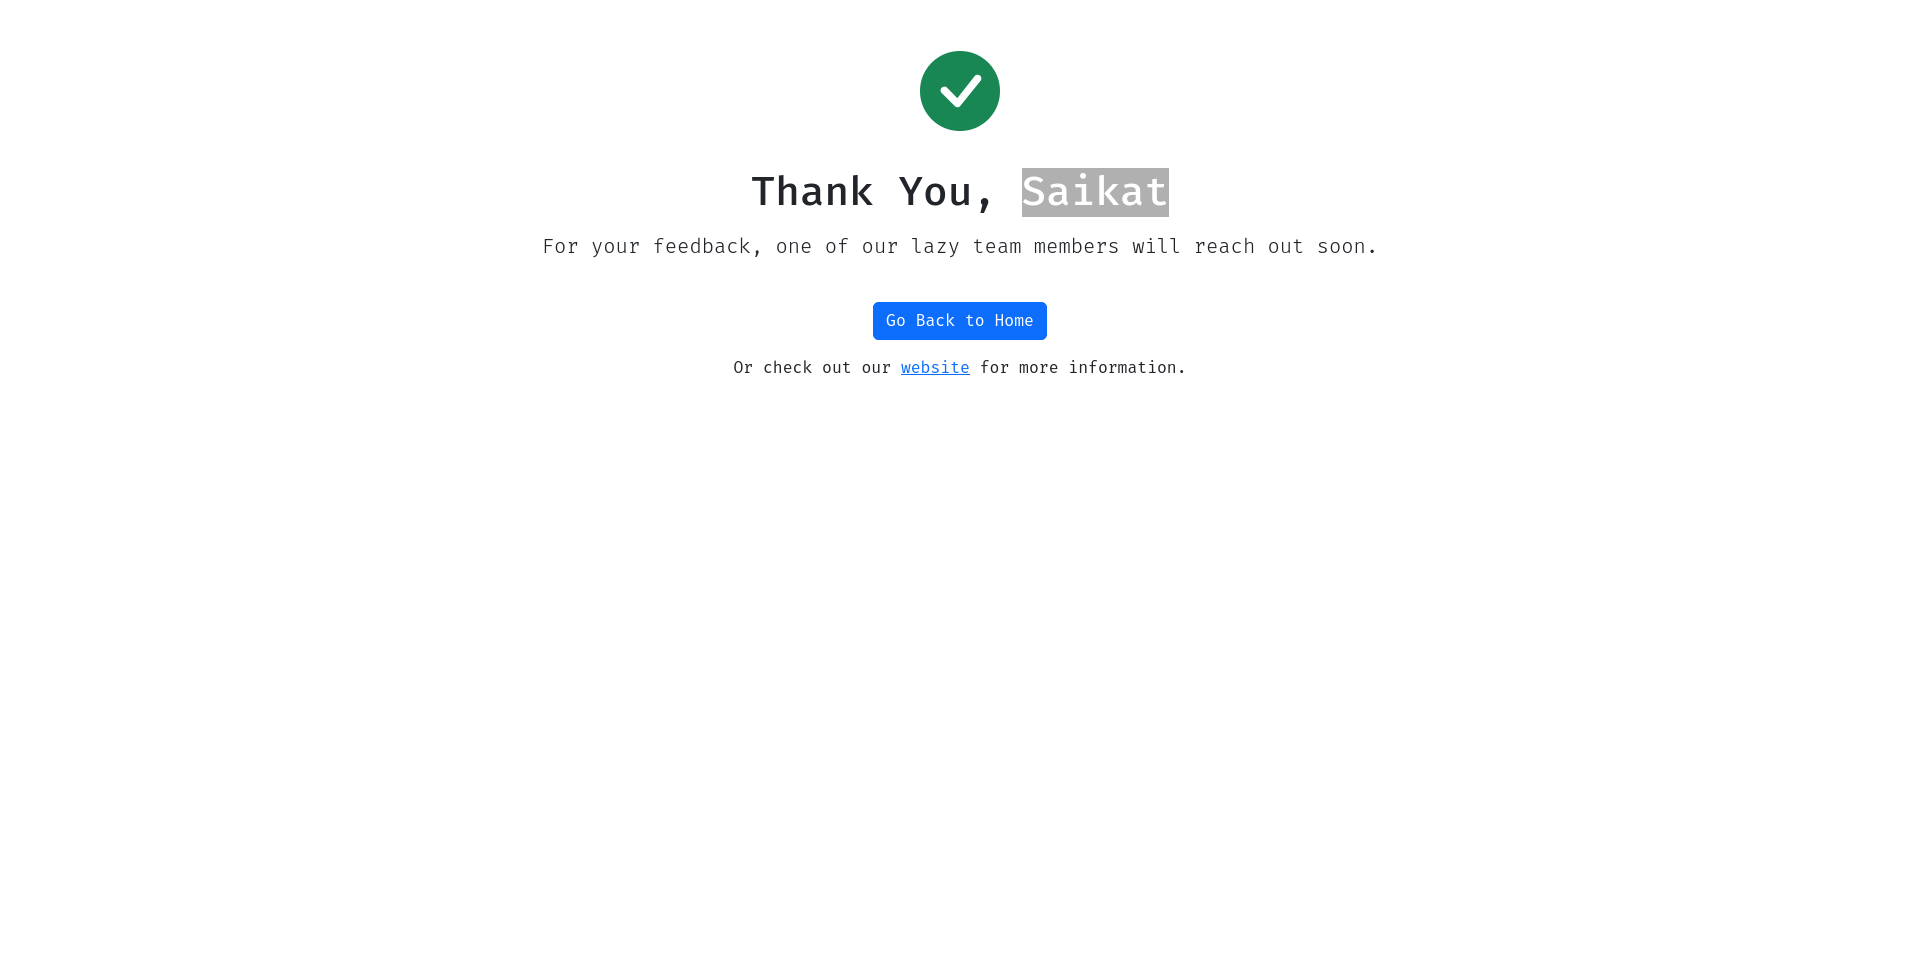 Thank You, Saikat
For your feedback, one of our lazy team members will reach out soon.
Go Back to Home
Or check out our website for more information.